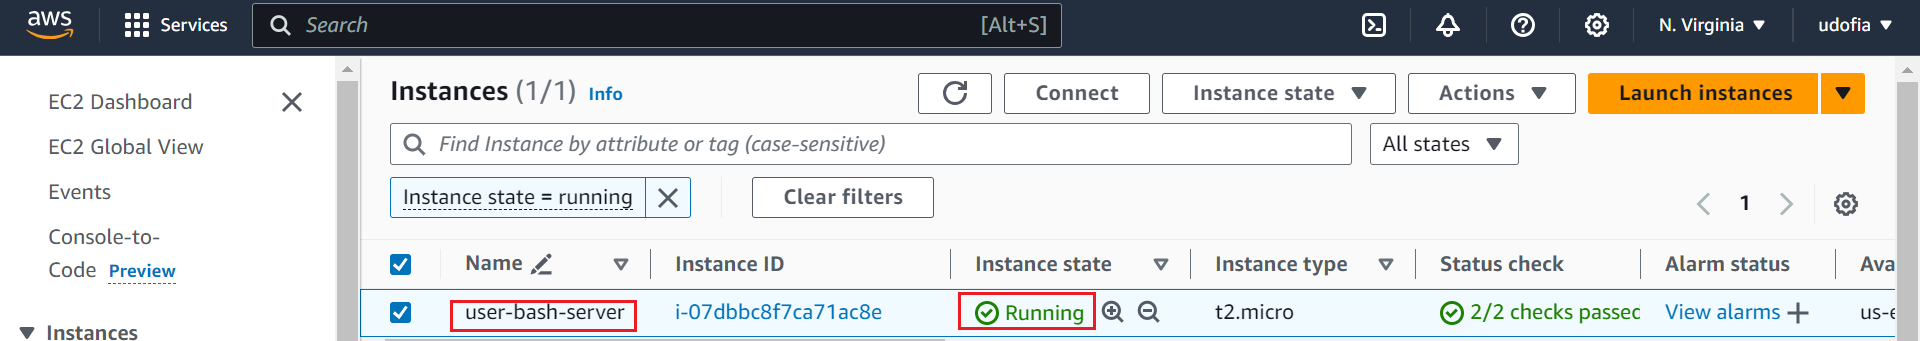 aws Services Search [Alt+S] N. Virginia udofia
EC2 Dashboard
EC2 Global View
Events
Console-to-
Code Preview
Instances
Instances (1/1) Info Connect Instance state Actions Launch instances
Find Instance by attribute or tag (case-sensitive) All states
Instance state = running Clear filters
1
Name Instance ID Instance state Instance type Status check Alarm status Ava
user-bash-server i-07dbbc8f7ca71ac8e Running t2.micro 2/2 checks passed View alarms + us-e